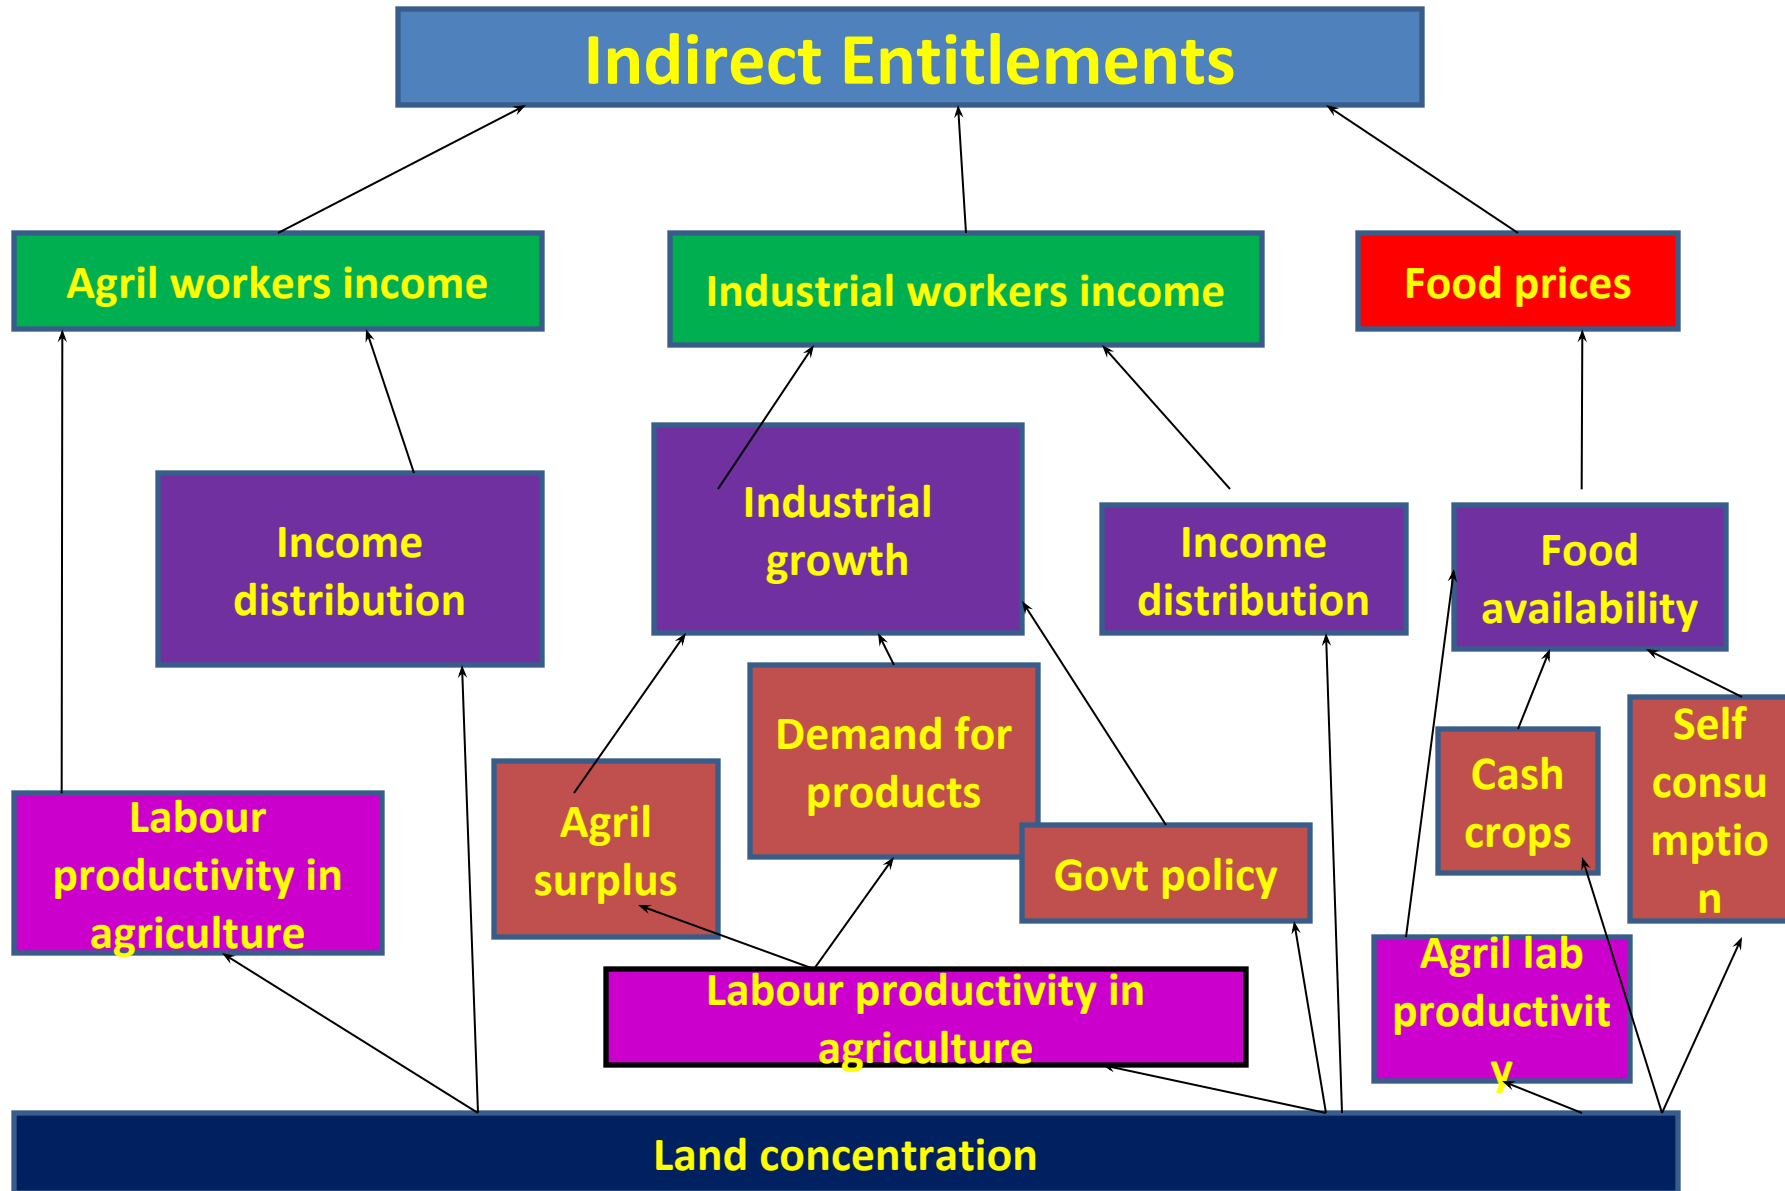 Indirect Entitlements
Agril workers income
Industrial workers income
Food prices
Income
distribution
Industrial
growth
Income
distribution
Food
availability
Labour
productivity in
agriculture
Agril
surplus
Demand for
products
Govt policy
Cash
crops
Self
consu
mptio
n
Labour productivity in
agriculture
Agril lab
productivit
y
Land concentration